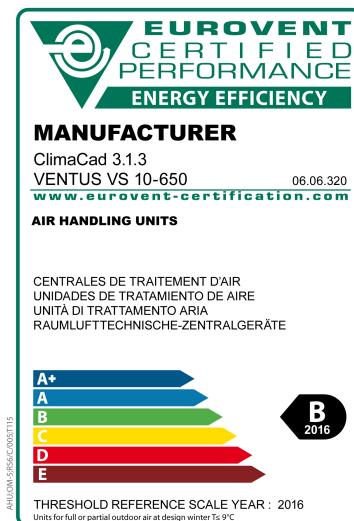 EUROVENT
CERTIFIED
PERFORMANCE
ENERGY EFFICIENCY
MANUFACTURER
ClimaCad 3.1.3
VENTUS VS 10-650 06.06.320
www.eurovent-certification.com
AIR HANDLING UNITS
CENTRALES DE TRAITEMENT D'AIR
UNIDADES DE TRATAMIENTO DE AIRE
UNITÀ DI TRATTAMENTO ARIA
RAUMLUFTTECHNISCHE-ZENTRALGERÄTE
A+
A
B
C
D
E
B
2016
AHU;OM-5;RS6/C/005;T115
THRESHOLD REFERENCE SCALE YEAR : 2016
Units for full or partial outdoor air at design winter T≤ 9°C